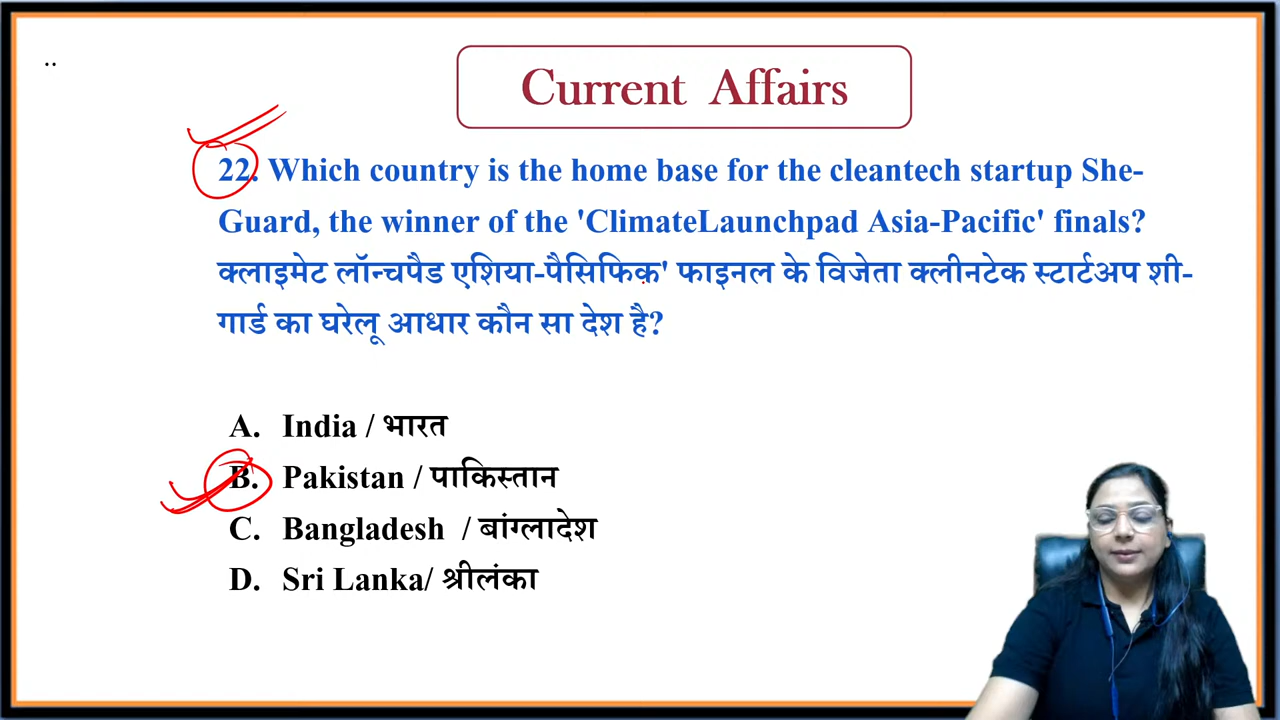 ..
Current Affairs
22. Which country is the home base for the cleantech startup She-
Guard, the winner of the 'ClimateLaunchpad Asia-Pacific' finals?
क्लाइमेट लॉन्चपैड एशिया-पैसिफिक' फाइनल के विजेता क्लीनटेक स्टार्टअप शी-
गार्ड का घरेलू आधार कौन सा देश है?
A. India / भारत
B. Pakistan / पाकिस्तान
C. Bangladesh / बांग्लादेश
D. Sri Lanka/ श्रीलंका